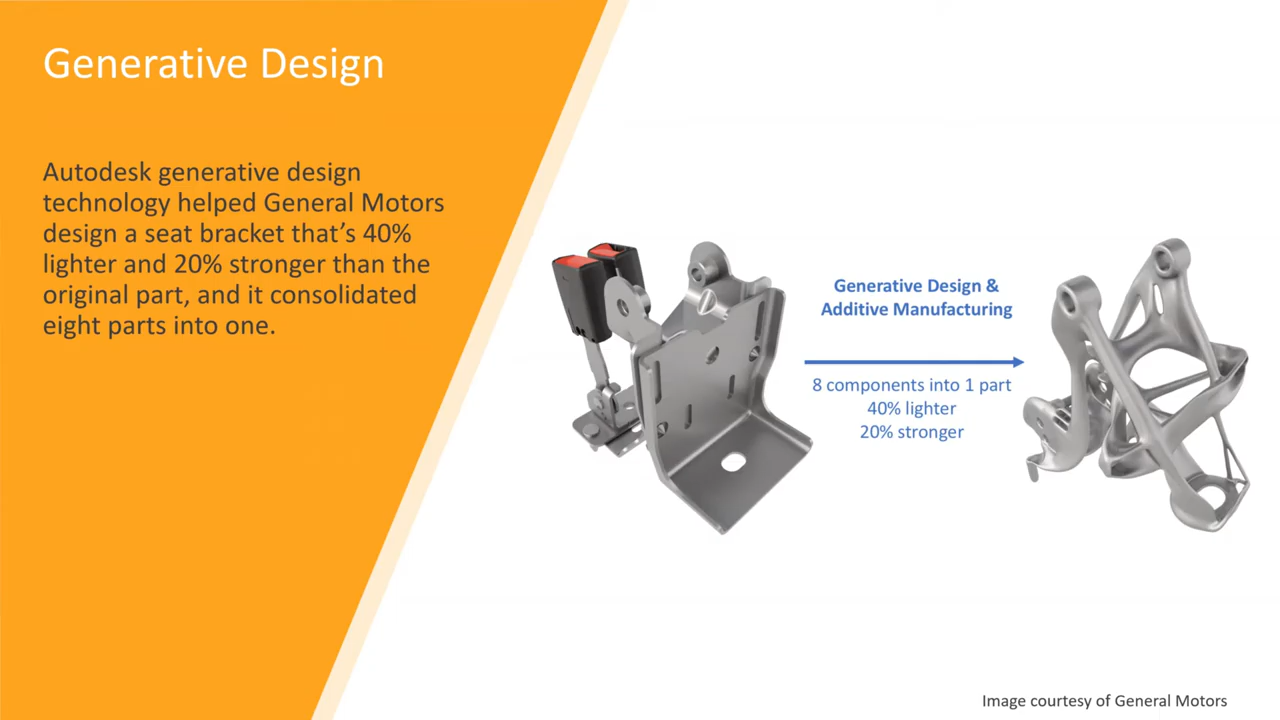 Generative Design
Autodesk generative design
technology helped General Motors
design a seat bracket that’s 40%
lighter and 20% stronger than the
original part, and it consolidated
eight parts into one.
Generative Design &
Additive Manufacturing
8 components into 1 part
40% lighter
20% stronger
Image courtesy of General Motors